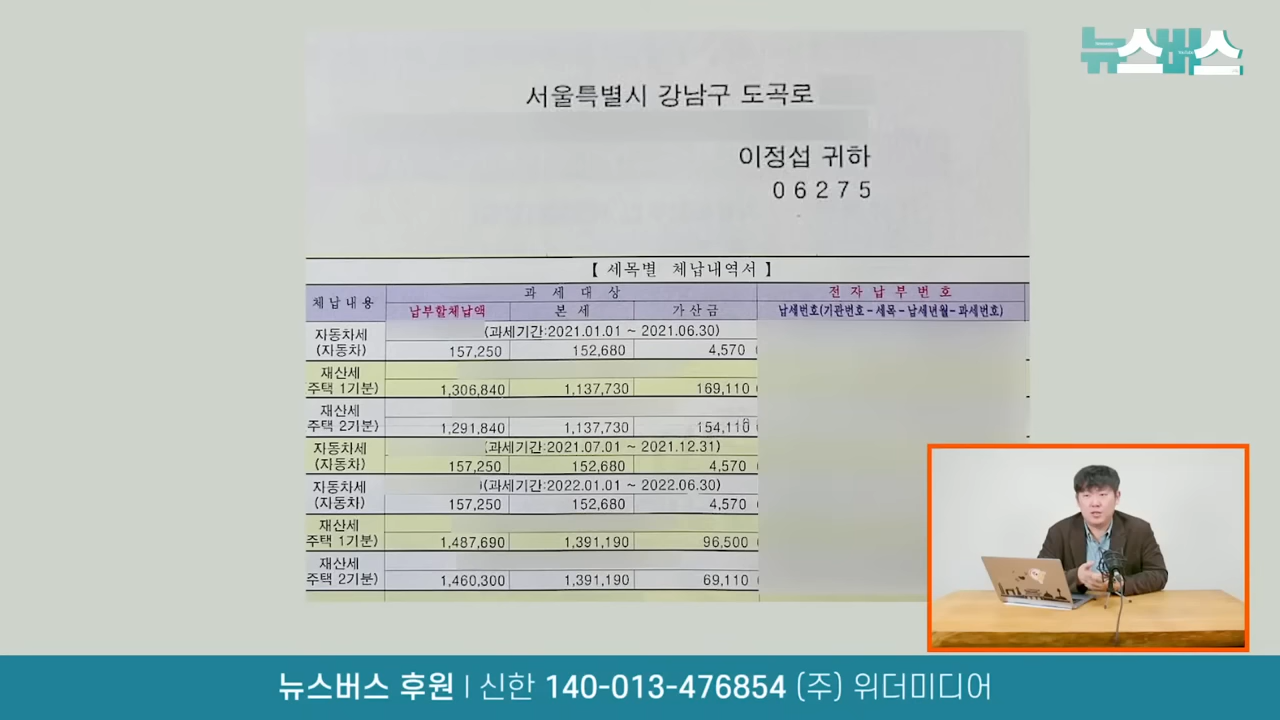 뉴스버스
서울특별시 강남구 도곡로
이정섭 귀하
06275
【 세목별 체납내역서 】
체납내용 과세대상 전자납부번호
납부할체납액 본세 가산금 납세번호(기관번호-세목-납세년월-과세번호)
자동차세 (과세기간:2021.01.01 ~ 2021.06.30)
(자동차) 157,250 152,680 4,570 (
재산세
주택 1기분) 1,306,840 1,137,730 169,110 (
재산세
주택 2기분) 1,291,840 1,137,730 154,110 (
자동차세 (과세기간:2021.07.01 ~ 2021.12.31)
(자동차) 157,250 152,680 4,570 (
자동차세 )(과세기간:2022.01.01 ~ 2022.06.30)
(자동차) 157,250 152,680 4,570 (
재산세
주택 1기분) 1,487,690 1,391,190 96,500 (
재산세
주택 2기분) 1,460,300 1,391,190 69,110 (
뉴스버스 후원 | 신한 140-013-476854 (주) 위더미디어